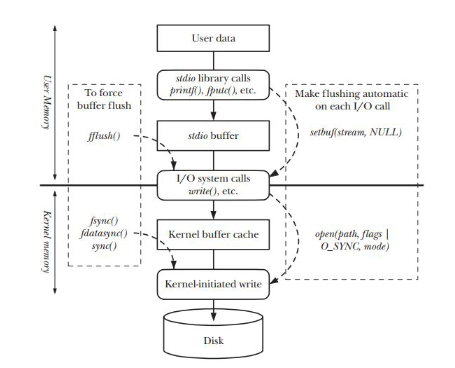 User data
User Memory
stdio library calls
printf(), fputc(), etc.
To force
buffer flush
fflush()
Make flushing automatic
on each I/O call
setbuf(stream, NULL)
stdio buffer
I/O system calls
write(), etc.
Kernel memory
fsync()
fdatasync()
sync()
Kernel buffer cache
open(path, flags |
O_SYNC, mode)
Kernel-initiated write
Disk